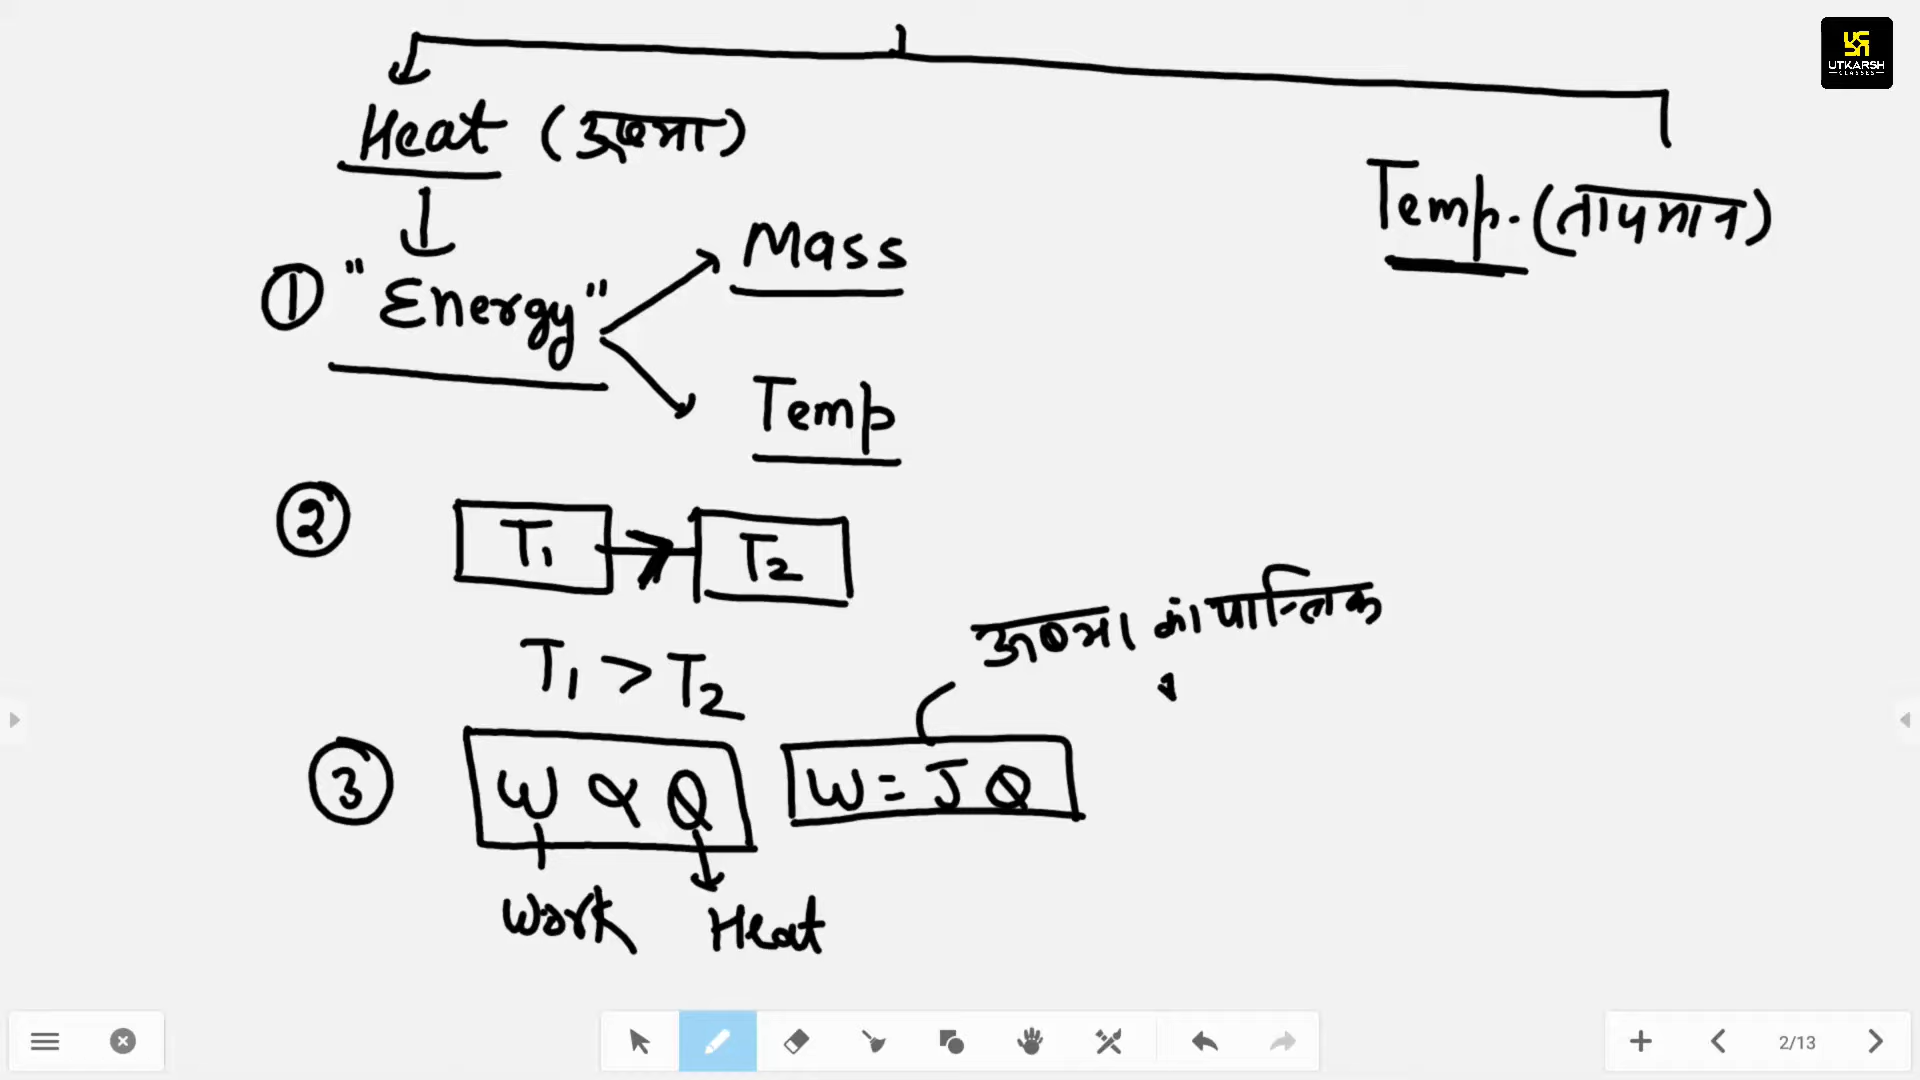 UTKARSH
CLASSES
Heat (ऊष्मा)
Temp. (तापमान)
① "Energy"
Mass
Temp
② T₁ T₂
T₁ > T₂
ऊष्मा का यान्त्रिक
③ W ∝ Q W = J Q
Work Heat
2/13